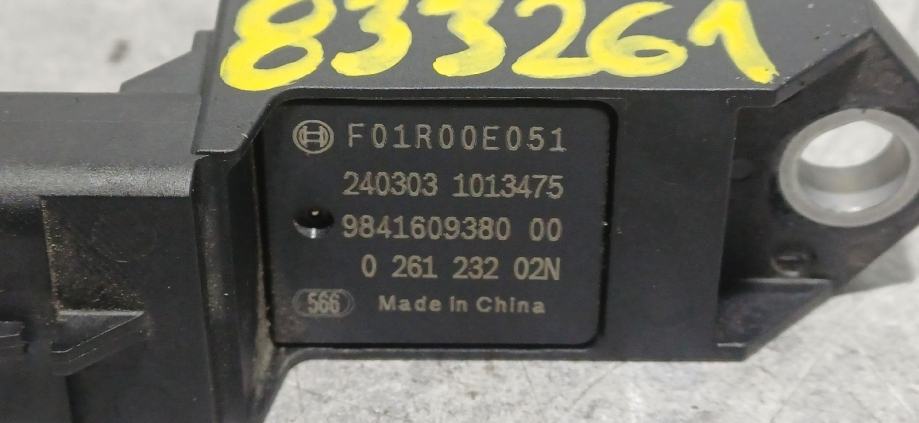 833261
F01R00E051
240303 1013475
9841609380 00
0 261 232 02N
566 Made in China